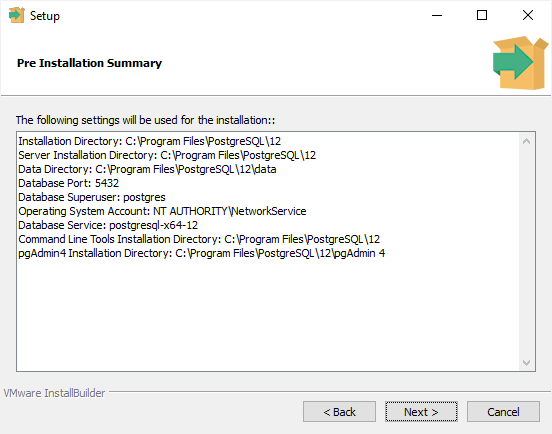 Setup
Pre Installation Summary
The following settings will be used for the installation::
Installation Directory: C:\Program Files\PostgreSQL\12
Server Installation Directory: C:\Program Files\PostgreSQL\12
Data Directory: C:\Program Files\PostgreSQL\12\data
Database Port: 5432
Database Superuser: postgres
Operating System Account: NT AUTHORITY\NetworkService
Database Service: postgresql-x64-12
Command Line Tools Installation Directory: C:\Program Files\PostgreSQL\12
pgAdmin4 Installation Directory: C:\Program Files\PostgreSQL\12\pgAdmin 4
VMware InstallBuilder
< Back Next > Cancel